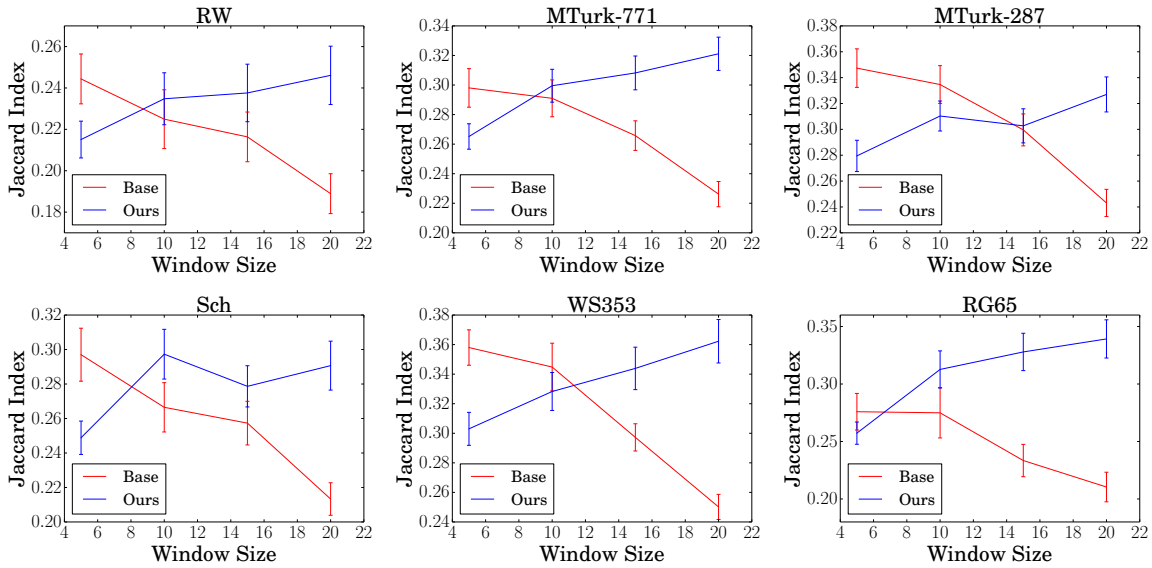 RW
0.26
0.24
0.22
0.20
0.18
Jaccard Index
Base
Ours
4 6 8 10 12 14 16 18 20 22
Window Size
MTurk-771
0.34
0.32
0.30
0.28
0.26
0.24
0.22
0.20
Jaccard Index
Base
Ours
4 6 8 10 12 14 16 18 20 22
Window Size
MTurk-287
0.38
0.36
0.34
0.32
0.30
0.28
0.26
0.24
0.22
Jaccard Index
Base
Ours
4 6 8 10 12 14 16 18 20 22
Window Size
Sch
0.32
0.30
0.28
0.26
0.24
0.22
0.20
Jaccard Index
Base
Ours
4 6 8 10 12 14 16 18 20 22
Window Size
WS353
0.38
0.36
0.34
0.32
0.30
0.28
0.26
0.24
Jaccard Index
Base
Ours
4 6 8 10 12 14 16 18 20 22
Window Size
RG65
0.35
0.30
0.25
0.20
Jaccard Index
Base
Ours
4 6 8 10 12 14 16 18 20 22
Window Size